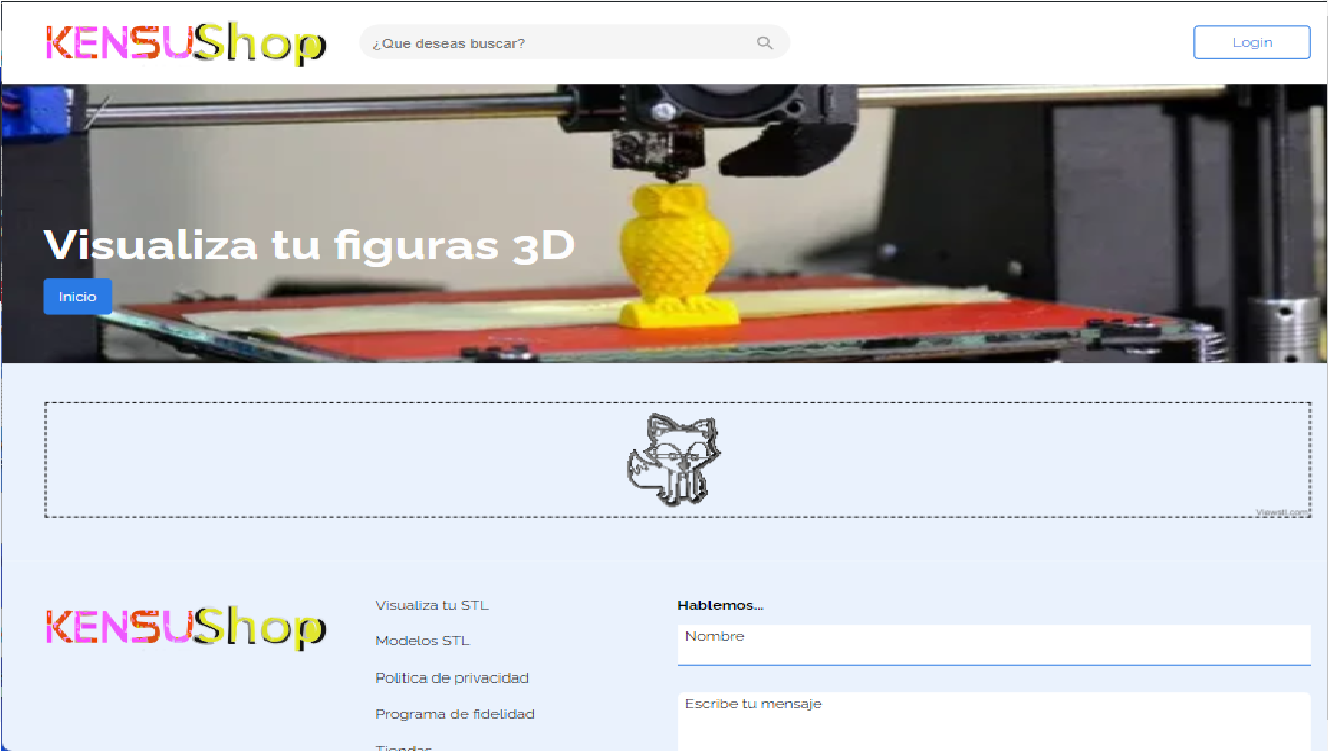 KENSUShop
¿Que deseas buscar?
Login
Visualiza tu figuras 3D
Inicio
Viewstl.com
KENSUShop
Visualiza tu STL
Modelos STL
Politica de privacidad
Programa de fidelidad
Tiendas
Hablemos...
Nombre
Escribe tu mensaje